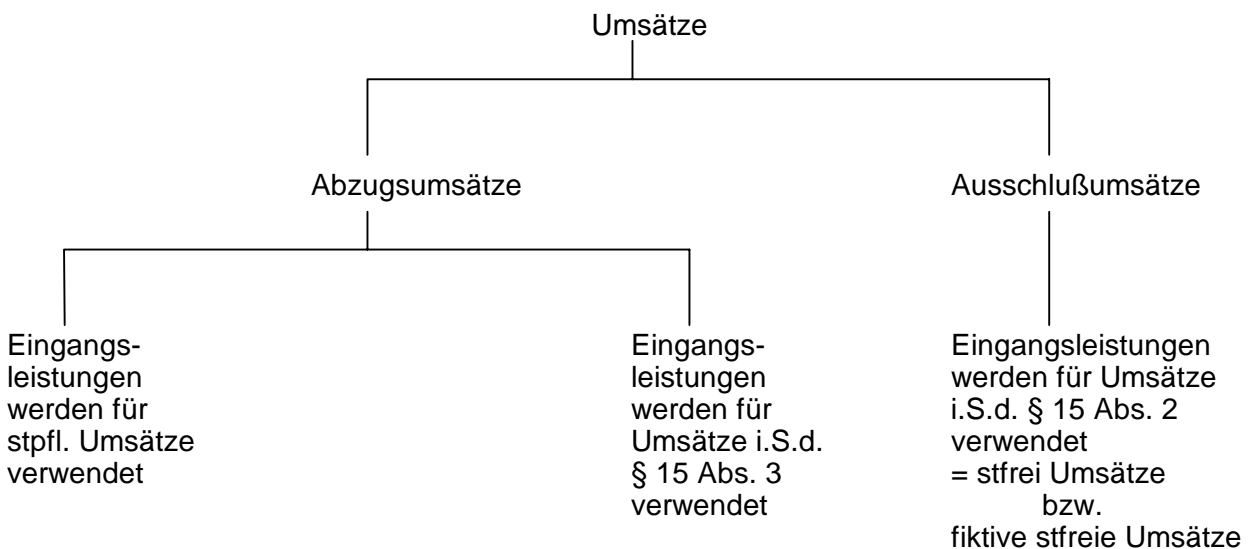 Umsätze
Abzugsumsätze
Ausschlußumsätze
Eingangs-
leistungen
werden für
stpfl. Umsätze
verwendet
Eingangs-
leistungen
werden für
Umsätze i.S.d.
§ 15 Abs. 3
verwendet
Eingangsleistungen
werden für Umsätze
i.S.d. § 15 Abs. 2
verwendet
= stfrei Umsätze
bzw.
fiktive stfreie Umsätze